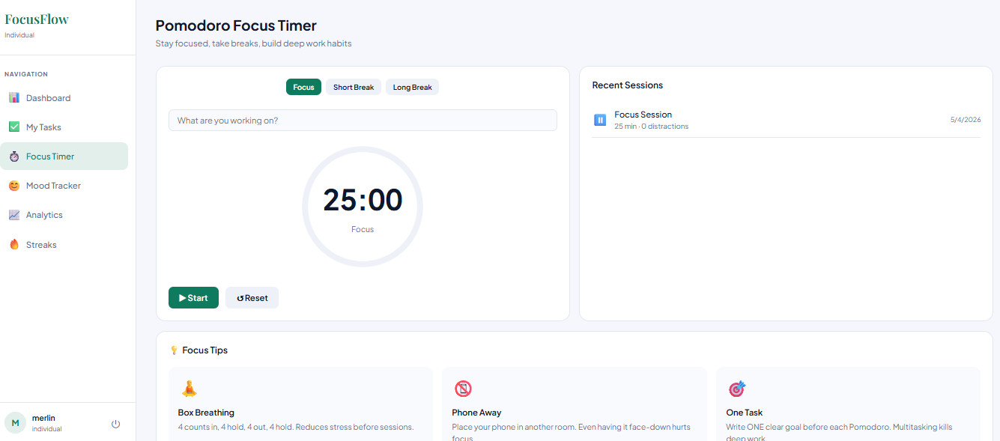 FocusFlow
Individual
NAVIGATION
Dashboard
My Tasks
Focus Timer
Mood Tracker
Analytics
Streaks
M
merlin
individual
Pomodoro Focus Timer
Stay focused, take breaks, build deep work habits
Focus Short Break Long Break
What are you working on?
25:00
Focus
▶ Start ↺ Reset
Recent Sessions
Focus Session
25 min · 0 distractions
5/4/2026
Focus Tips
Box Breathing
4 counts in, 4 hold, 4 out, 4 hold. Reduces stress before sessions.
Phone Away
Place your phone in another room. Even having it face-down hurts
focus.
One Task
Write ONE clear goal before each Pomodoro. Multitasking kills
deep work.